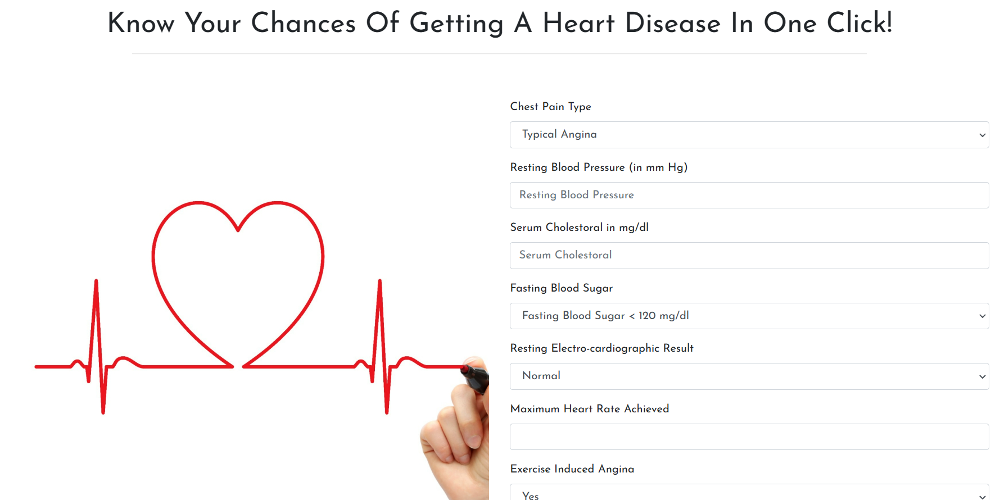 Know Your Chances Of Getting A Heart Disease In One Click!
Chest Pain Type
Typical Angina
Resting Blood Pressure (in mm Hg)
Resting Blood Pressure
Serum Cholestoral in mg/dl
Serum Cholestoral
Fasting Blood Sugar
Fasting Blood Sugar < 120 mg/dl
Resting Electro-cardiographic Result
Normal
Maximum Heart Rate Achieved
Exercise Induced Angina
Yes